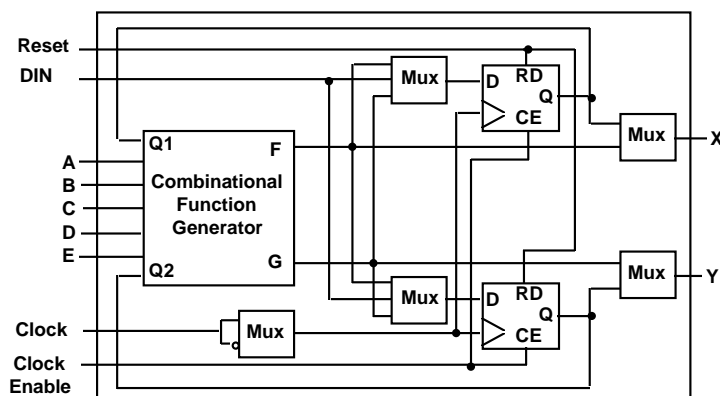 Reset
DIN
Mux
D
RD
Q
CE
Mux
X
Q1
F
A
B
C
D
E
Combinational
Function
Generator
Q2
G
Mux
D
RD
Q
CE
Mux
Y
Clock
Mux
Clock
Enable